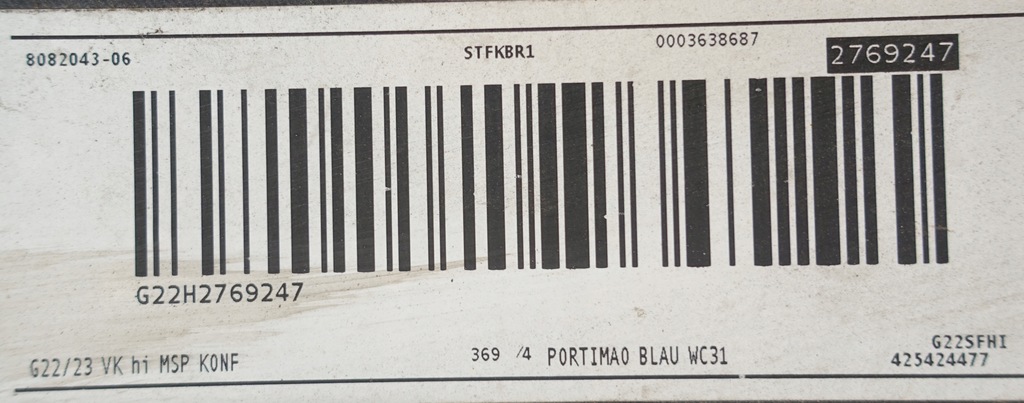 8082043-06 STFKBR1 0003638687 2769247
G22H2769247
G22/23 VK hi MSP KONF 369 /4 PORTIMAO BLAU WC31 G22SFHI
425424477